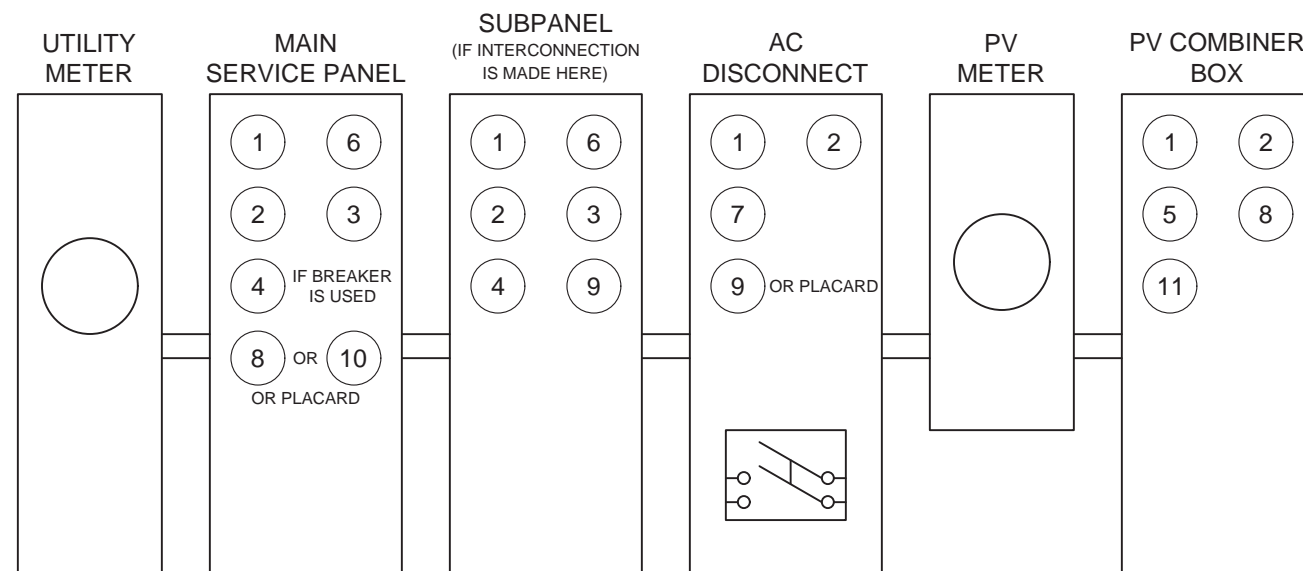 UTILITY
METER
MAIN
SERVICE PANEL
SUBPANEL
(IF INTERCONNECTION
IS MADE HERE)
AC
DISCONNECT
PV
METER
PV COMBINER
BOX
1 6
2 3
4 IF BREAKER
IS USED
8 OR 10
OR PLACARD
1 6
2 3
4 9
1 2
7
9 OR PLACARD
1 2
5 8
11